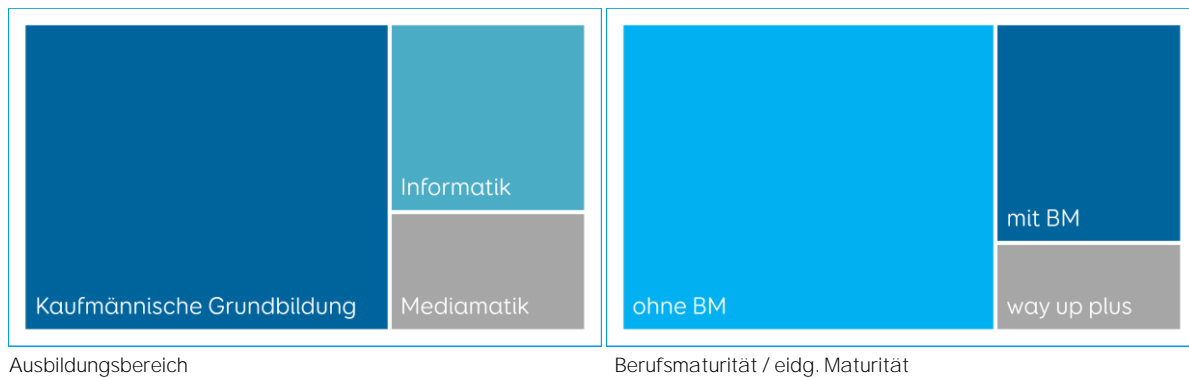 Informatik
Kaufmännische Grundbildung
Mediamatik
Ausbildungsbereich
mit BM
ohne BM
way up plus
Berufsmaturität / eidg. Maturität